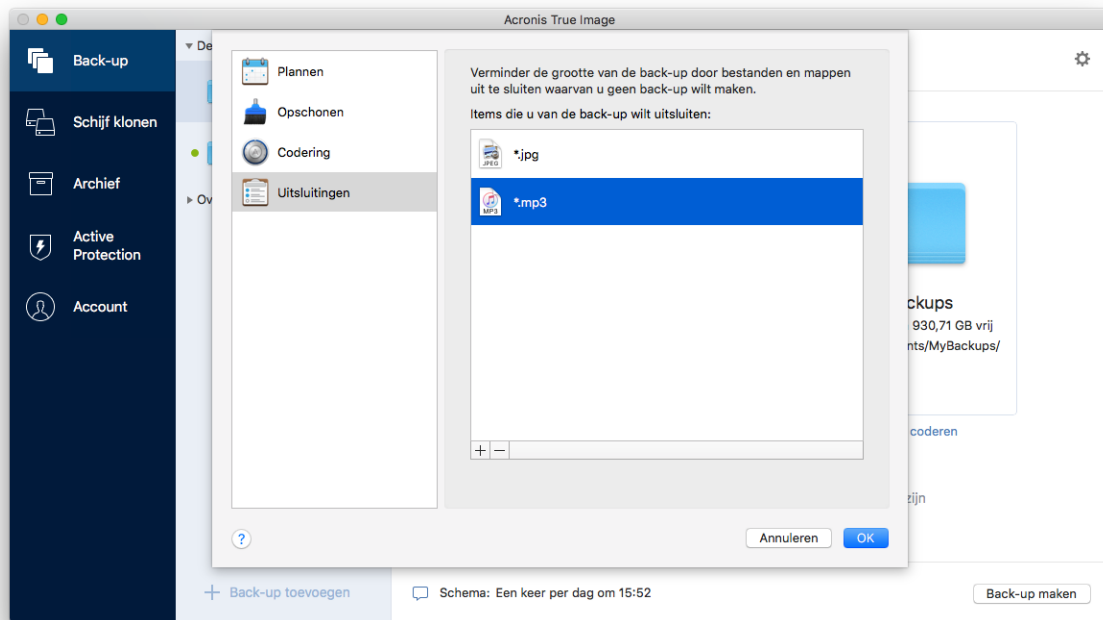 Acronis True Image
Back-up
Schijf klonen
Archief
Active
Protection
Account
De
Ov
Back-up toevoegen
Plannen
Opschonen
Codering
Uitsluitingen
Verminder de grootte van de back-up door bestanden en mappen
uit te sluiten waarvan u geen back-up wilt maken.
Items die u van de back-up wilt uitsluiten:
JPEG
*.jpg
MP3
*.mp3
+ −
?
Annuleren
OK
ckups
930,71 GB vrij
nts/MyBackups/
coderen
zijn
Schema: Een keer per dag om 15:52
Back-up maken